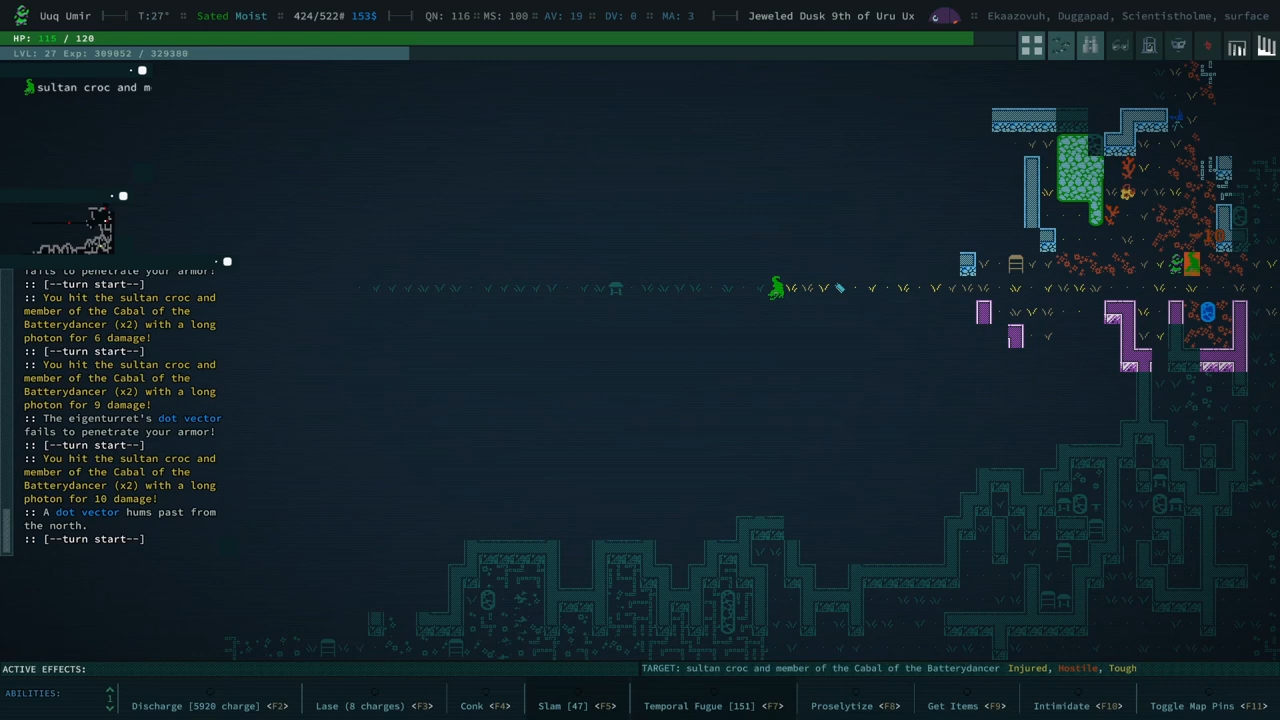 Uuq Umir T:27° :: Sated Moist :: 424/522# 153$ QN: 116 :: MS: 100 :: AV: 19 :: DV: 0 :: MA: 3 Jeweled Dusk 9th of Uru Ux Ekaazovuh, Duggapad, Scientistholme, surface
HP: 115 / 120
LVL: 27 Exp: 309052 / 329380
sultan croc and m
fails to penetrate your armor!
:: [--turn start--]
:: You hit the sultan croc and
member of the Cabal of the
Batterydancer (x2) with a long
photon for 6 damage!
:: [--turn start--]
:: You hit the sultan croc and
member of the Cabal of the
Batterydancer (x2) with a long
photon for 9 damage!
:: The eigenturret's dot vector
fails to penetrate your armor!
:: [--turn start--]
:: You hit the sultan croc and
member of the Cabal of the
Batterydancer (x2) with a long
photon for 10 damage!
:: A dot vector hums past from
the north.
:: [--turn start--]
ACTIVE EFFECTS: TARGET: sultan croc and member of the Cabal of the Batterydancer Injured, Hostile, Tough
ABILITIES: 1 Discharge [5920 charge] <F2> Lase (8 charges) <F3> Conk <F4> Slam [47] <F5> Temporal Fugue [151] <F7> Proselytize <F8> Get Items <F9> Intimidate <F10> Toggle Map Pins <F11>